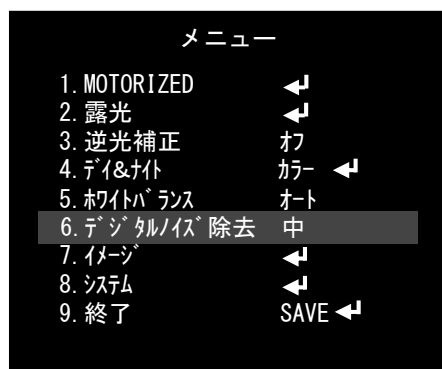 メニュー
1. MOTORIZED ↲
2. 露光 ↲
3. 逆光補正 オフ
4. ﾃﾞｲ&ﾅｲﾄ ｶﾗｰ ↲
5. ﾎﾜｲﾄﾊﾞﾗﾝｽ ｵｰﾄ
6. ﾃﾞｼﾞﾀﾙﾉｲｽﾞ除去 中
7. ｲﾒｰｼﾞ ↲
8. ｼｽﾃﾑ ↲
9. 終了 SAVE ↲